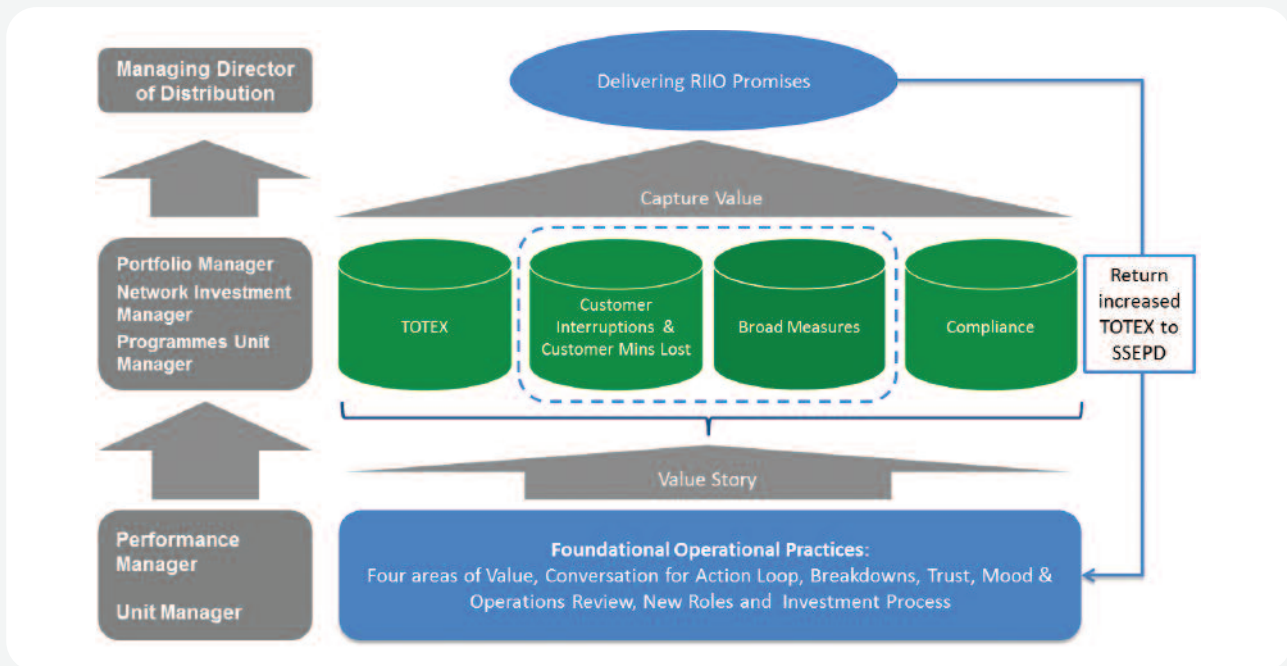 Managing Director
of Distribution
Delivering RIIO Promises
Capture Value
Portfolio Manager
Network Investment
Manager
Programmes Unit
Manager
TOTEX
Customer
Interruptions &
Customer Mins Lost
Broad Measures
Compliance
Return
increased
TOTEX to
SSEPD
Value Story
Performance
Manager
Unit Manager
Foundational Operational Practices:
Four areas of Value, Conversation for Action Loop, Breakdowns, Trust, Mood &
Operations Review, New Roles and Investment Process